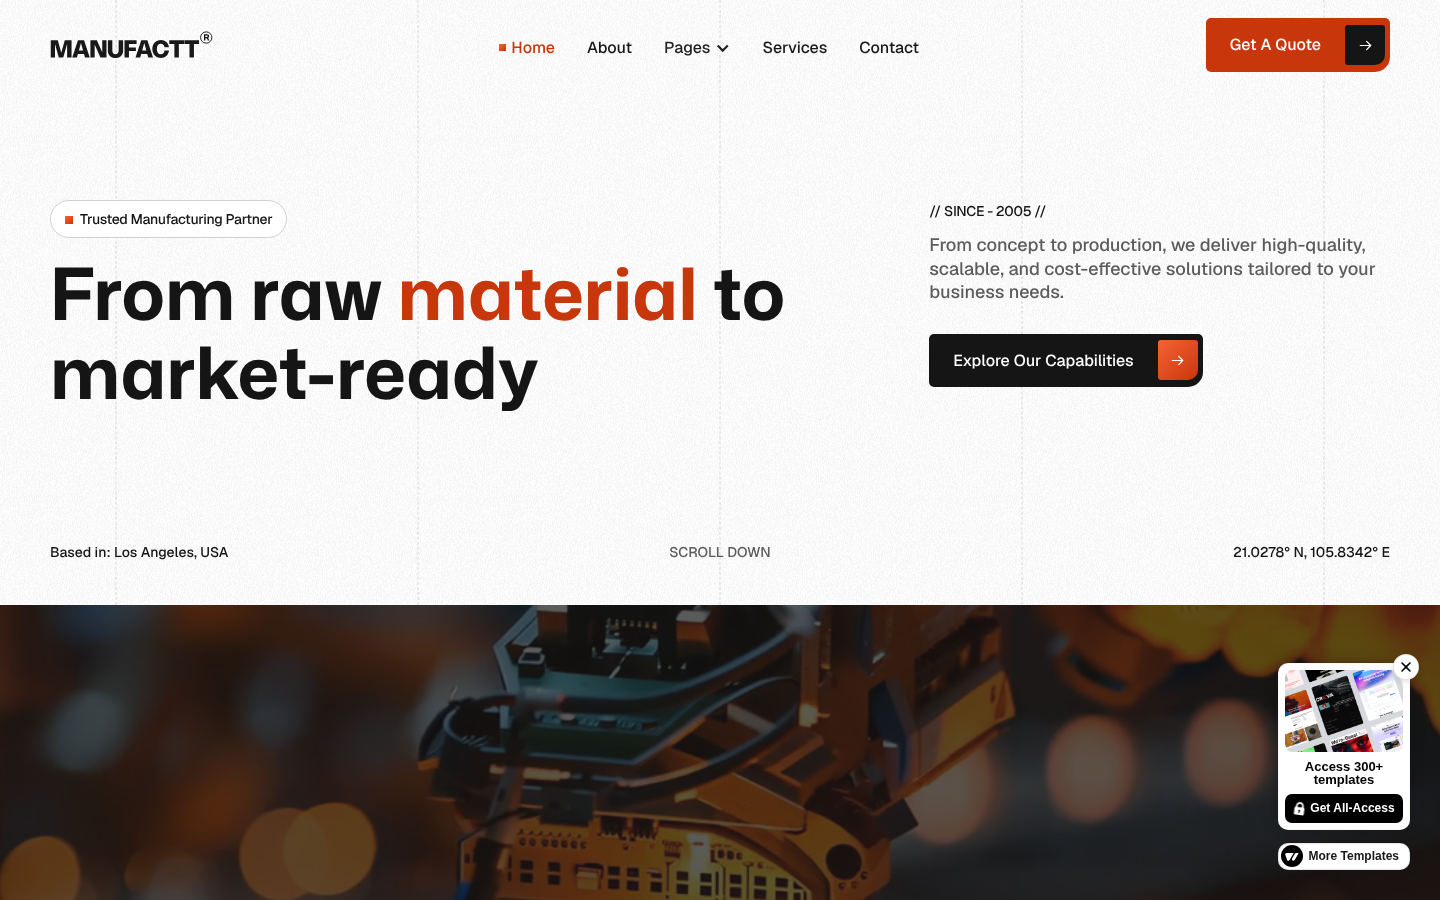 MANUFACTT®
Home
About
Pages
Services
Contact
Get A Quote
Trusted Manufacturing Partner
From raw material to
market-ready
// SINCE - 2005 //
From concept to production, we deliver high-quality,
scalable, and cost-effective solutions tailored to your
business needs.
Explore Our Capabilities
Based in: Los Angeles, USA
SCROLL DOWN
21.0278° N, 105.8342° E
Access 300+
templates
Get All-Access
More Templates